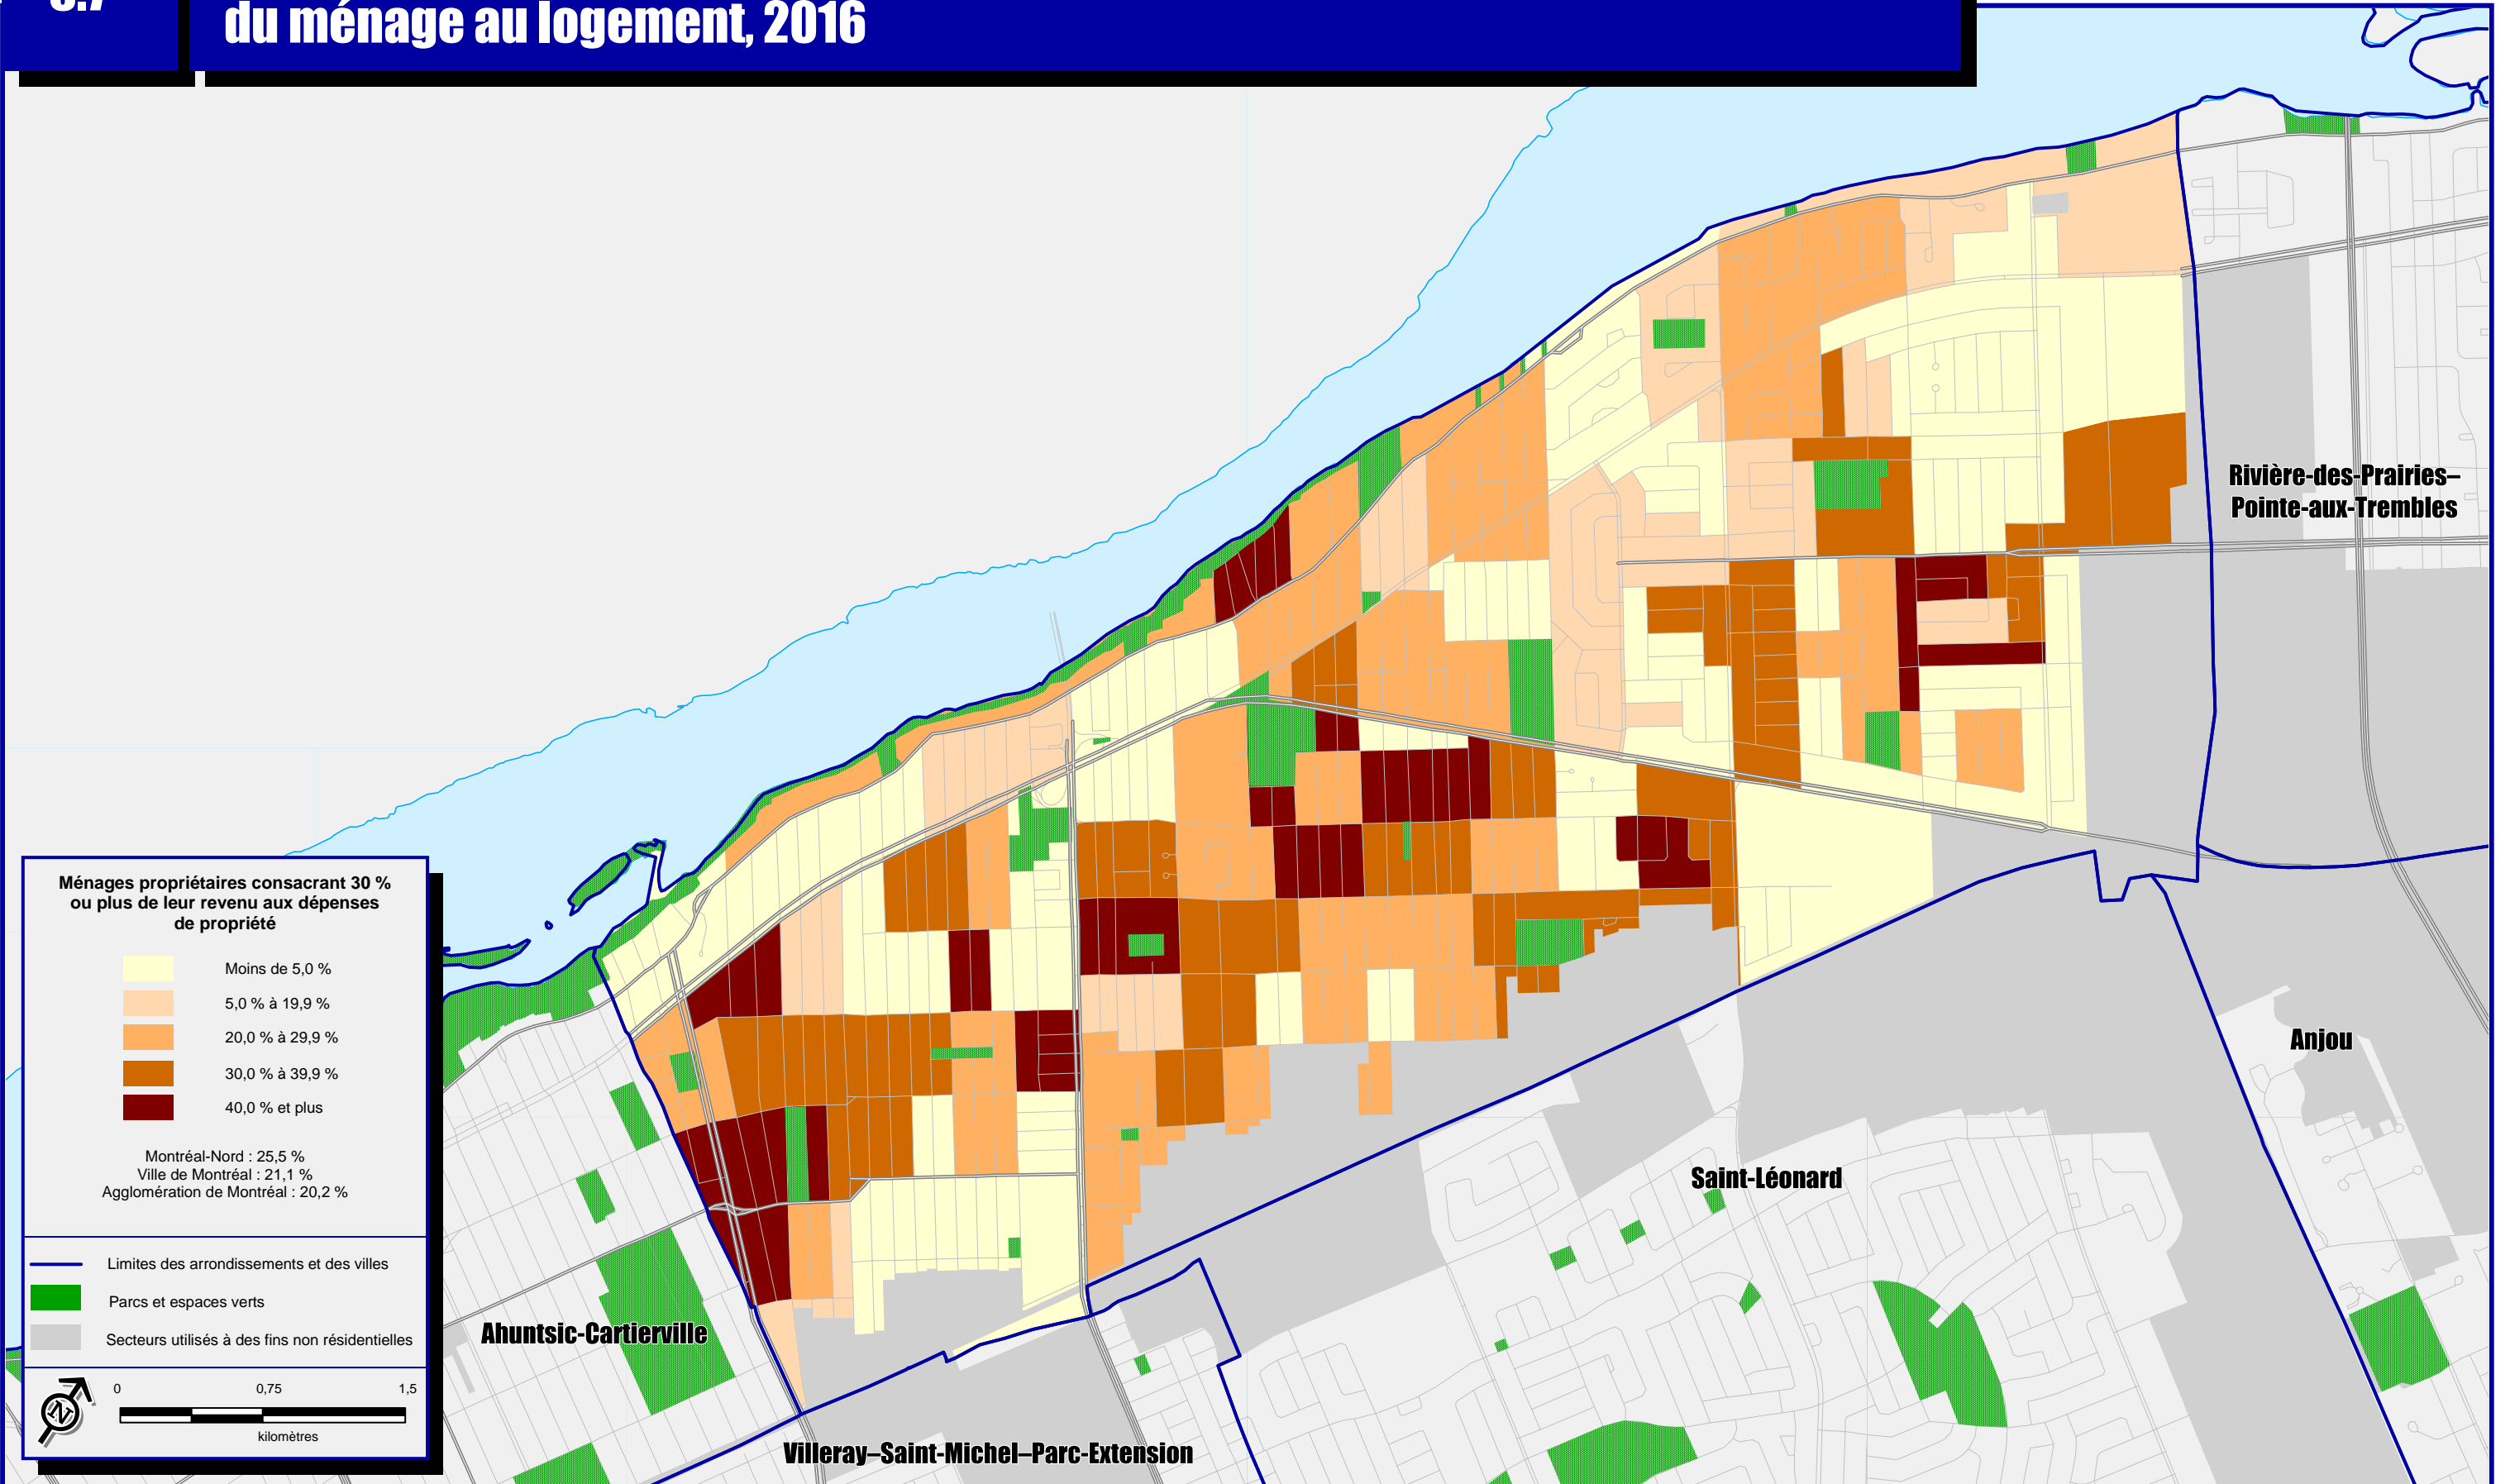 du ménage au logement, 2016
Rivière-des-Prairies–
Pointe-aux-Trembles
Anjou
Saint-Léonard
Ahuntsic-Cartierville
Villeray–Saint-Michel–Parc-Extension
Ménages propriétaires consacrant 30 %
ou plus de leur revenu aux dépenses
de propriété
Moins de 5,0 %
5,0 % à 19,9 %
20,0 % à 29,9 %
30,0 % à 39,9 %
40,0 % et plus
Montréal-Nord : 25,5 %
Ville de Montréal : 21,1 %
Agglomération de Montréal : 20,2 %
Limites des arrondissements et des villes
Parcs et espaces verts
Secteurs utilisés à des fins non résidentielles
N
0 0,75 1,5
kilomètres